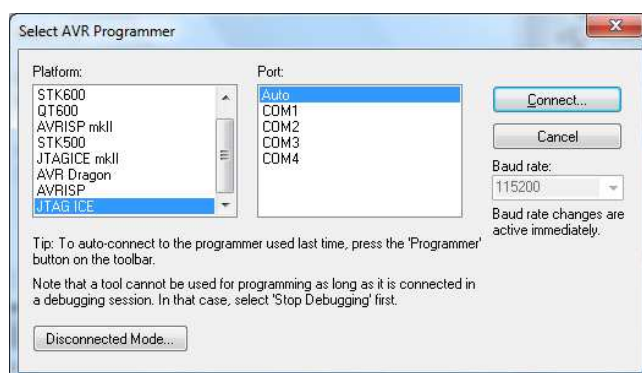 Select AVR Programmer
Platform:
STK600
QT600
AVRISP mkII
STK500
JTAGICE mkII
AVR Dragon
AVRISP
JTAG ICE
Port:
Auto
COM1
COM2
COM3
COM4
Connect...
Cancel
Baud rate:
115200
Baud rate changes are
active immediately.
Tip: To auto-connect to the programmer used last time, press the 'Programmer'
button on the toolbar.
Note that a tool cannot be used for programming as long as it is connected in
a debugging session. In that case, select 'Stop Debugging' first.
Disconnected Mode...